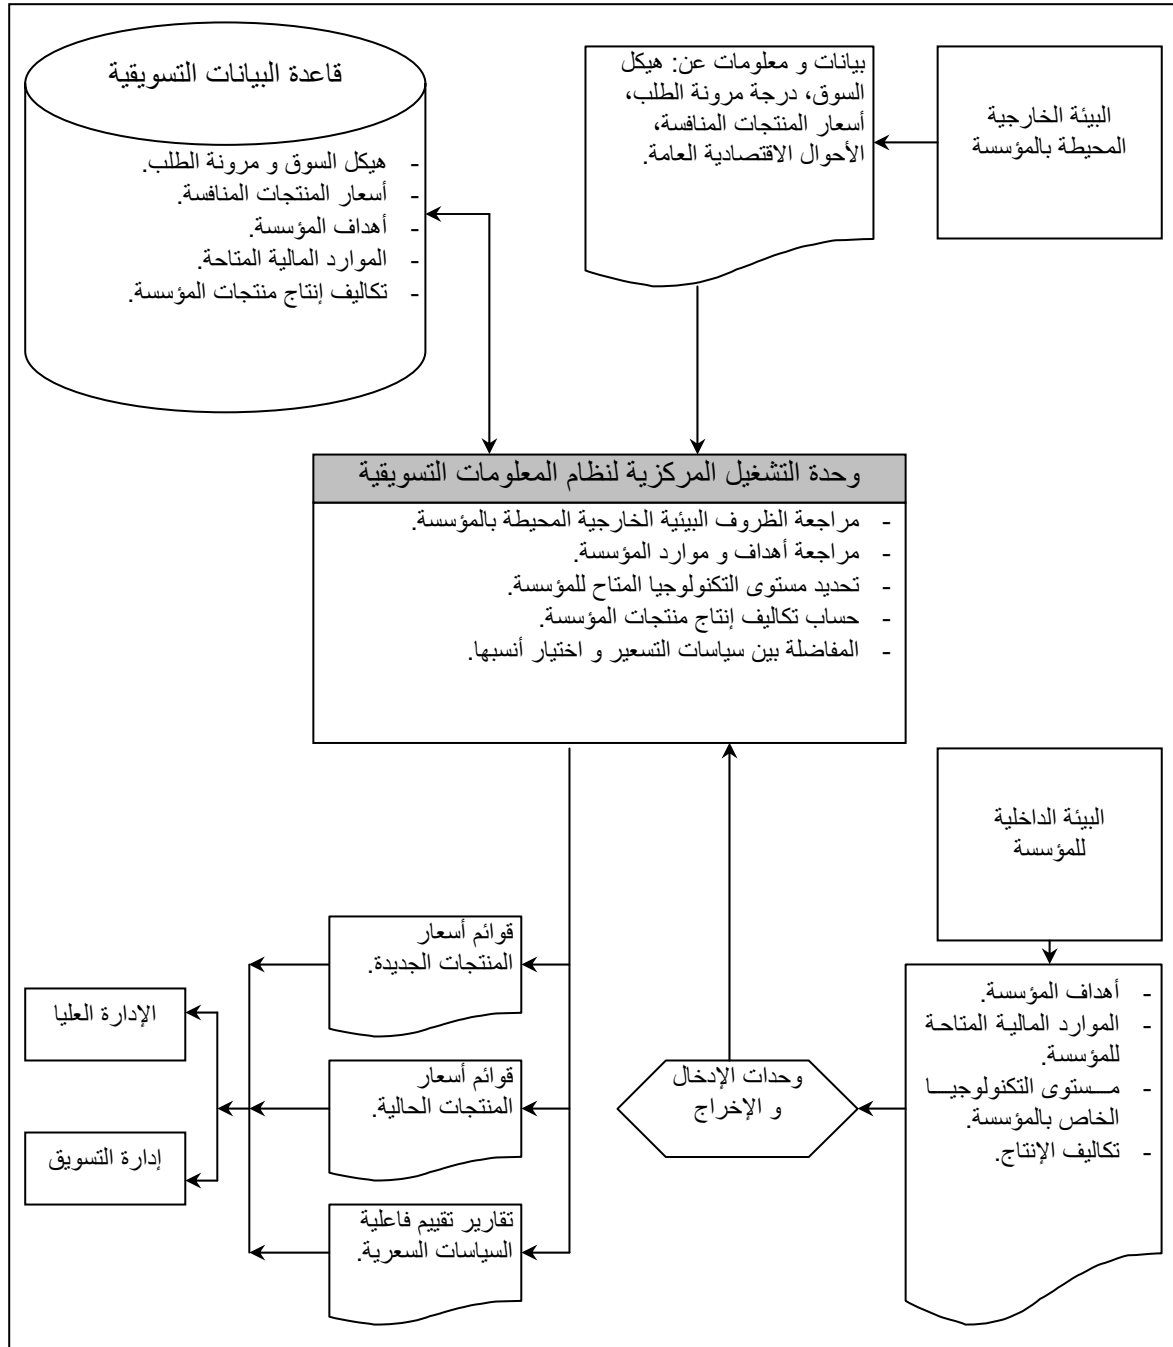 البيئة الخارجية
المحيطة بالمؤسسة
بيانات و معلومات عن: هيكل
السوق، درجة مرونة الطلب،
أسعار المنتجات المنافسة،
الأحوال الاقتصادية العامة.
قاعدة البيانات التسويقية
- هيكل السوق و مرونة الطلب.
- أسعار المنتجات المنافسة.
- أهداف المؤسسة.
- الموارد المالية المتاحة.
- تكاليف إنتاج منتجات المؤسسة.
وحدة التشغيل المركزية لنظام المعلومات التسويقية
- مراجعة الظروف البيئية الخارجية المحيطة بالمؤسسة.
- مراجعة أهداف و موارد المؤسسة.
- تحديد مستوى التكنولوجيا المتاح للمؤسسة.
- حساب تكاليف إنتاج منتجات المؤسسة.
- المفاضلة بين سياسات التسعير و اختيار أنسبها.
البيئة الداخلية
للمؤسسة
- أهداف المؤسسة.
- الموارد المالية المتاحة
للمؤسسة.
- مستوى التكنولوجيا
الخاص بالمؤسسة.
- تكاليف الإنتاج.
وحدات الإدخال
و الإخراج
قوائم أسعار
المنتجات الجديدة.
قوائم أسعار
المنتجات الحالية.
تقارير تقييم فاعلية
السياسات السعرية.
الإدارة العليا
إدارة التسويق